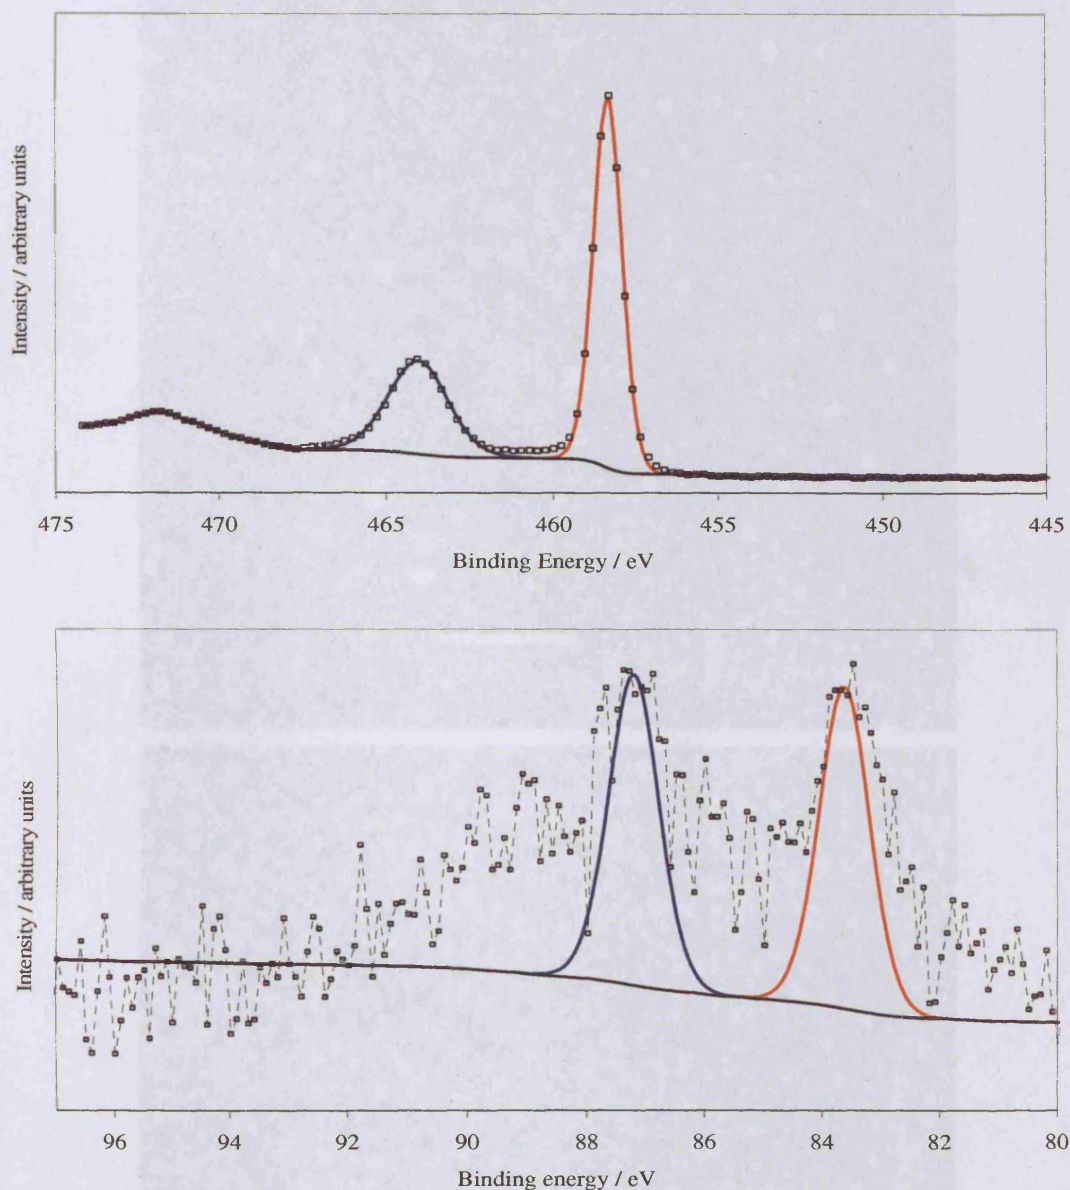 Intensity / arbitrary units
475 470 465 460 455 450 445
Binding Energy / eV
Intensity / arbitrary units
96 94 92 90 88 86 84 82 80
Binding energy / eV